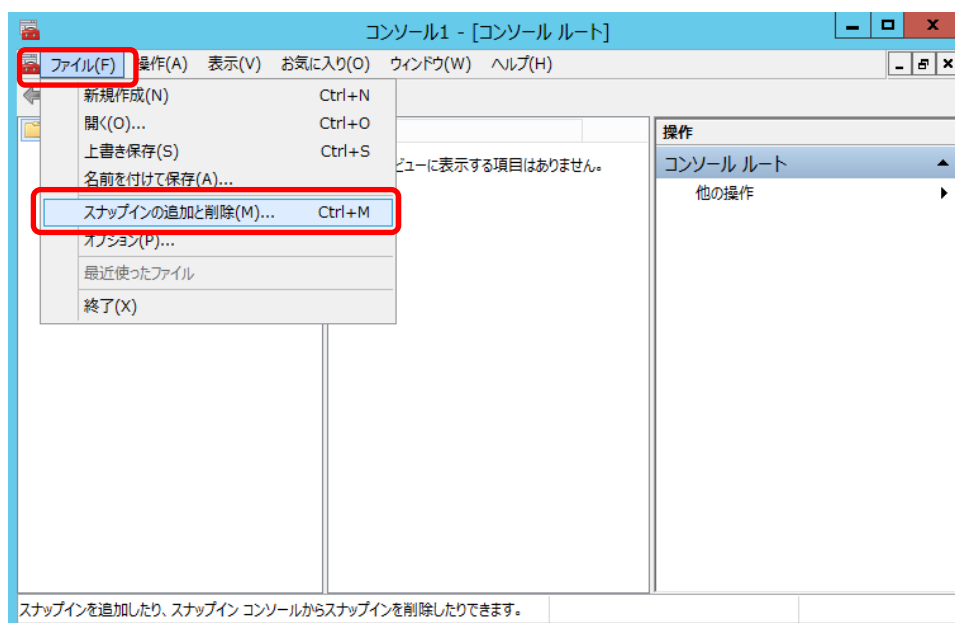 コンソール1 - [コンソール ルート]
ファイル(F) 操作(A) 表示(V) お気に入り(O) ウィンドウ(W) ヘルプ(H)
新規作成(N) Ctrl+N
開く(O)... Ctrl+O
上書き保存(S) Ctrl+S
名前を付けて保存(A)...
スナップインの追加と削除(M)... Ctrl+M
オプション(P)...
最近使ったファイル
終了(X)
ビューに表示する項目はありません。
操作
コンソール ルート
他の操作
スナップインを追加したり、スナップイン コンソールからスナップインを削除したりできます。